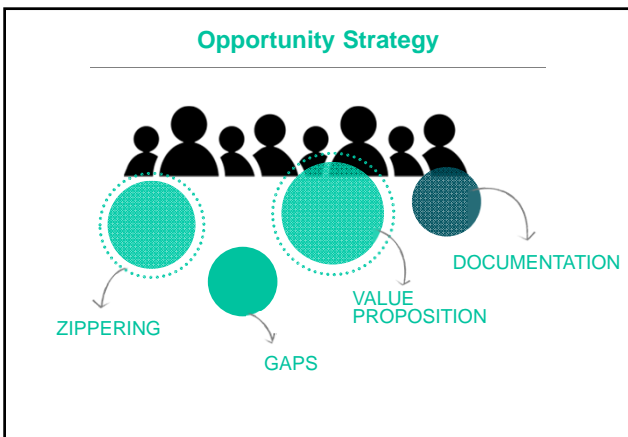 Opportunity Strategy
ZIPPERING
GAPS
VALUE
PROPOSITION
DOCUMENTATION